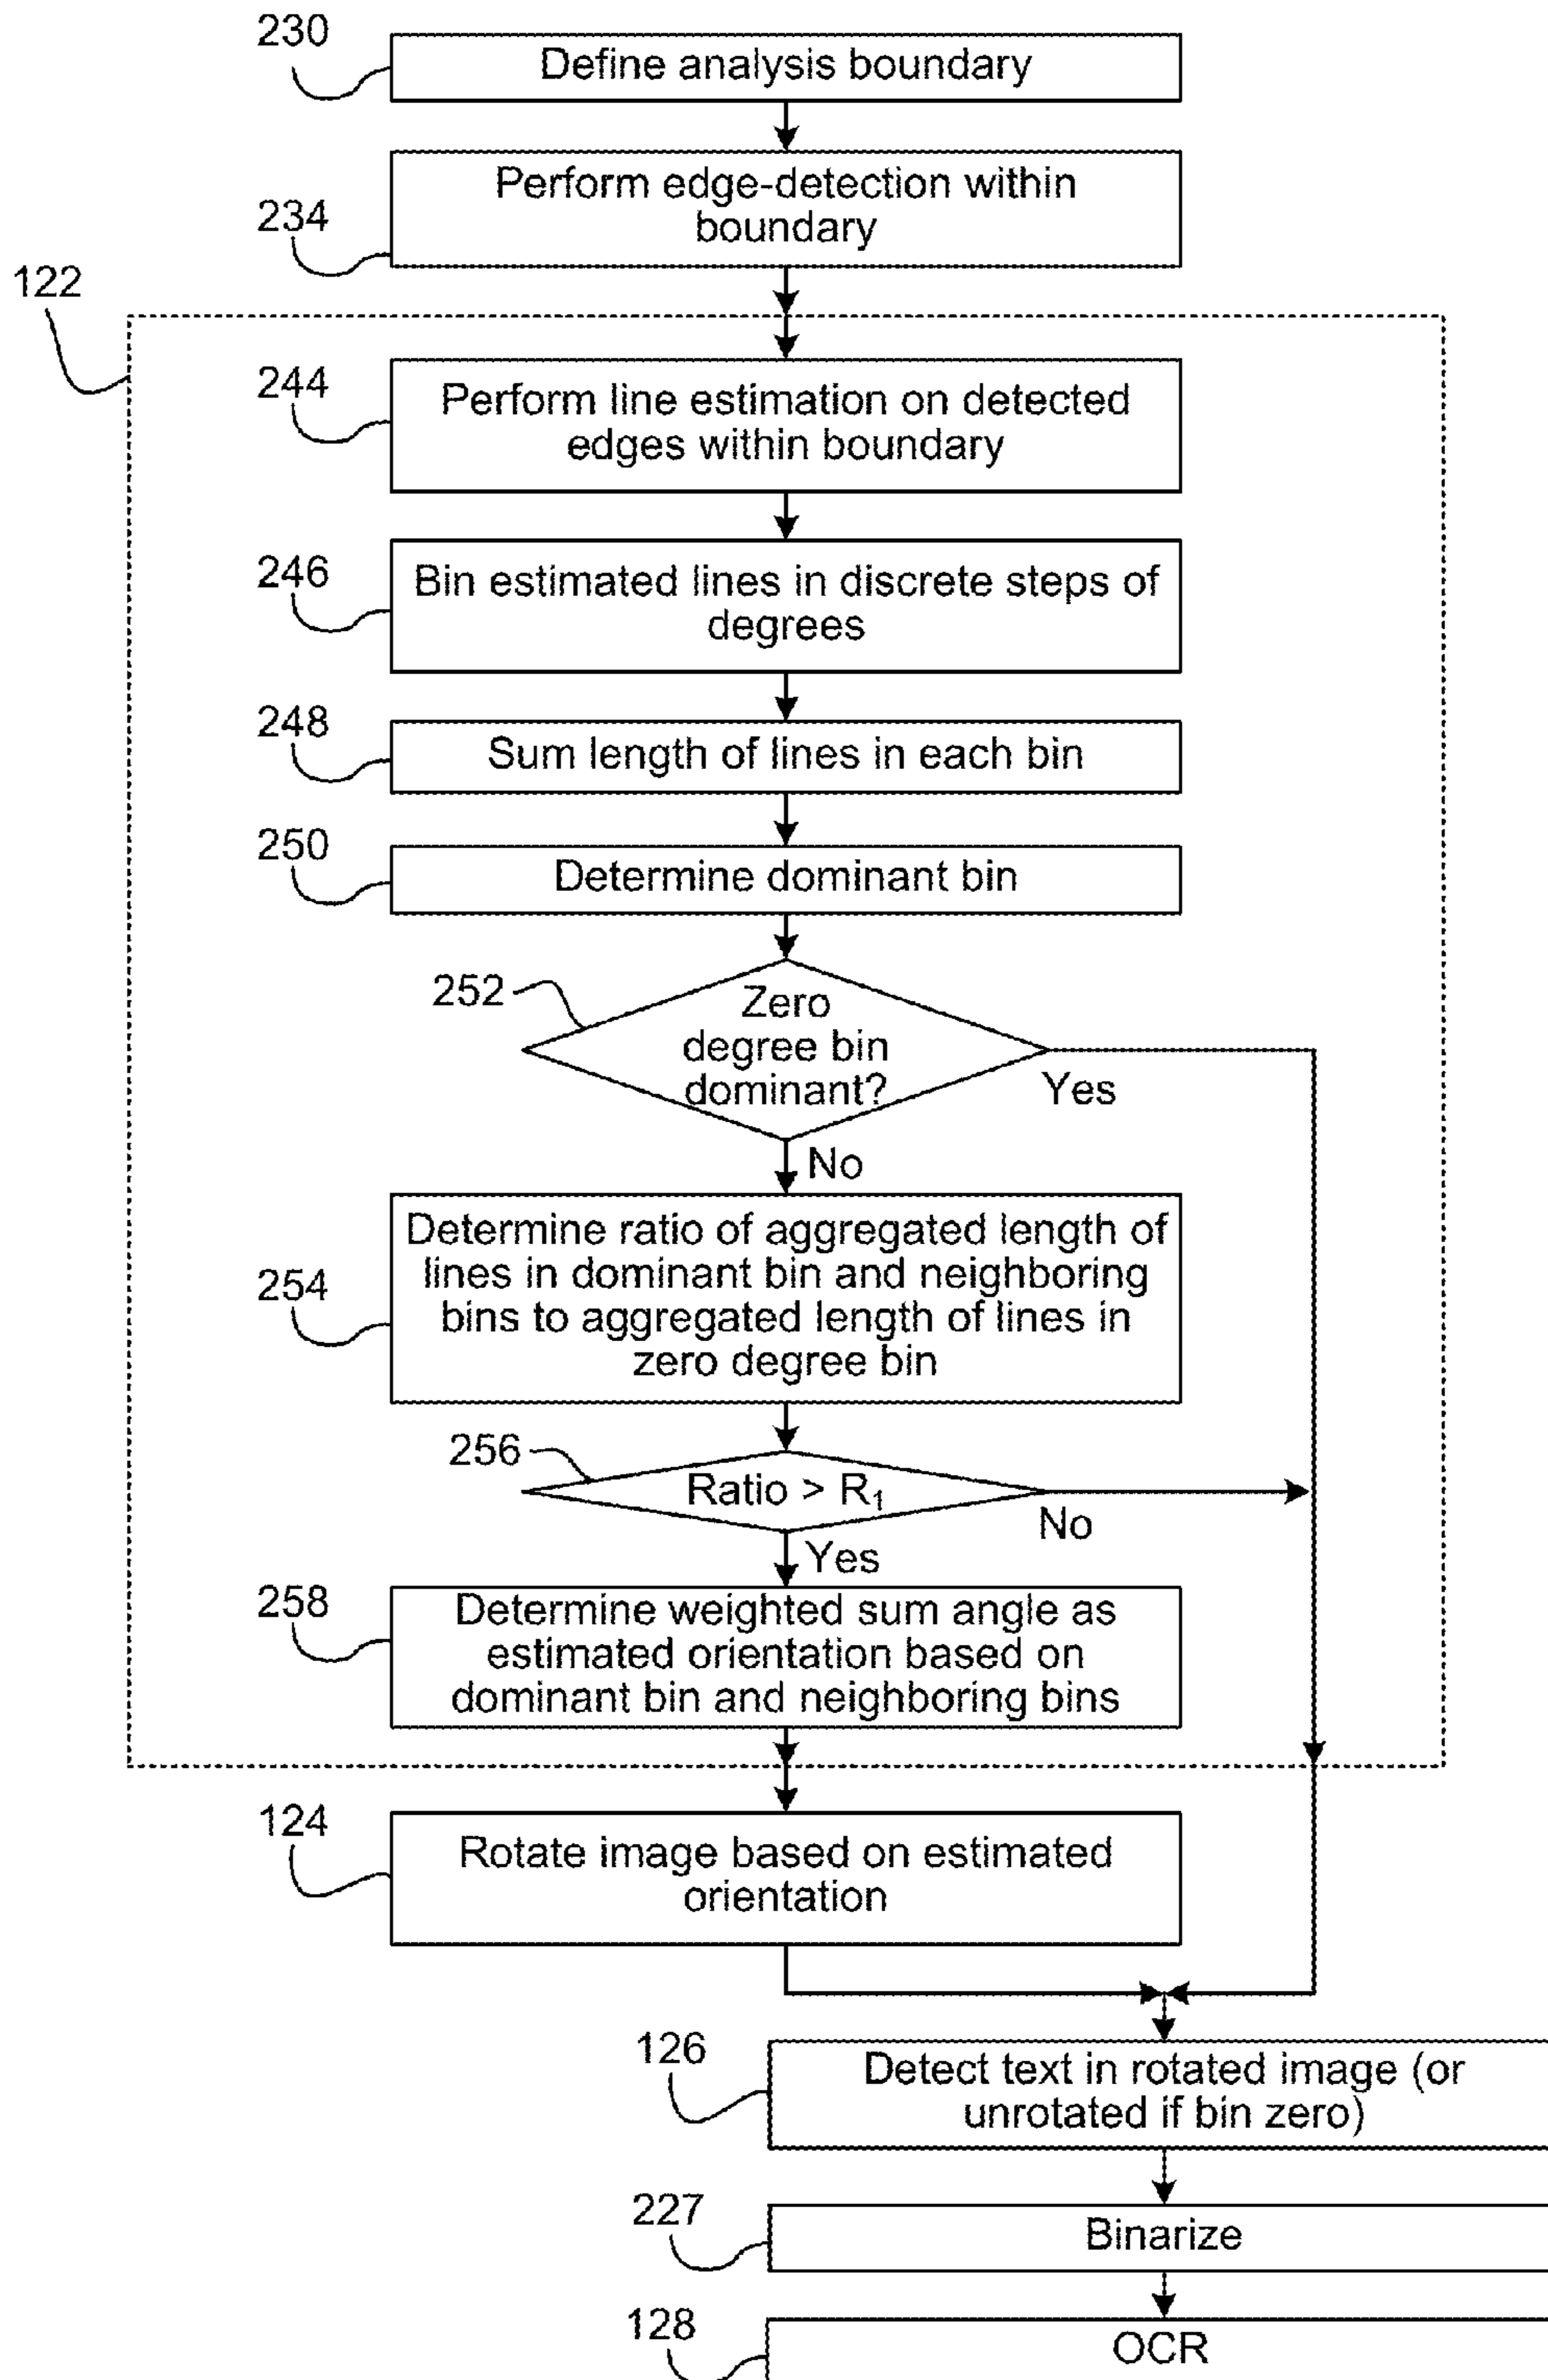 230
Define analysis boundary
234
Perform edge-detection within
boundary
122
244
Perform line estimation on detected
edges within boundary
246
Bin estimated lines in discrete steps of
degrees
248
Sum length of lines in each bin
250
Determine dominant bin
252
Zero
degree bin
dominant?
Yes
No
254
Determine ratio of aggregated length of
lines in dominant bin and neighboring
bins to aggregated length of lines in
zero degree bin
256
Ratio > R₁
No
Yes
258
Determine weighted sum angle as
estimated orientation based on
dominant bin and neighboring bins
124
Rotate image based on estimated
orientation
126
Detect text in rotated image (or
unrotated if bin zero)
227
Binarize
128
OCR